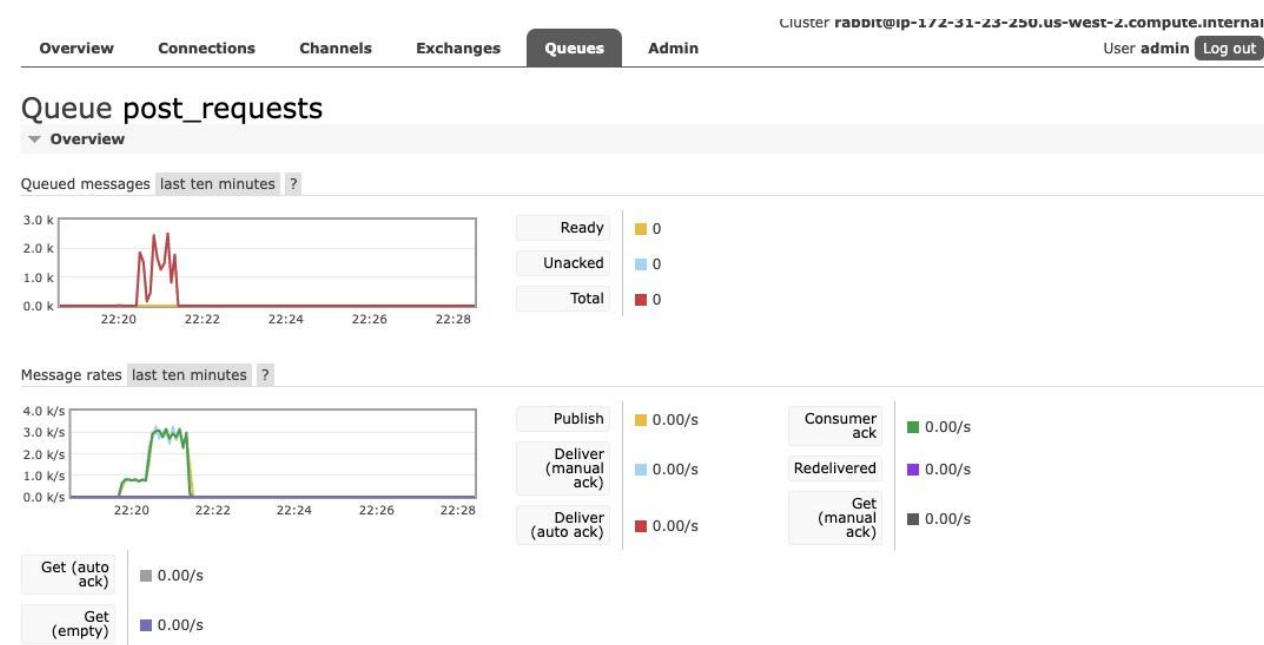 Cluster rabbit@ip-172-31-23-250.us-west-2.compute.internal
Overview Connections Channels Exchanges Queues Admin
User admin Log out
Queue post_requests
Overview
Queued messages last ten minutes ?
3.0 k
2.0 k
1.0 k
0.0 k
22:20 22:22 22:24 22:26 22:28
Ready 0
Unacked 0
Total 0
Message rates last ten minutes ?
4.0 k/s
3.0 k/s
2.0 k/s
1.0 k/s
0.0 k/s
22:20 22:22 22:24 22:26 22:28
Publish 0.00/s
Deliver
(manual
ack) 0.00/s
Deliver
(auto ack) 0.00/s
Consumer
ack 0.00/s
Redelivered 0.00/s
Get
(manual
ack) 0.00/s
Get (auto
ack) 0.00/s
Get
(empty) 0.00/s